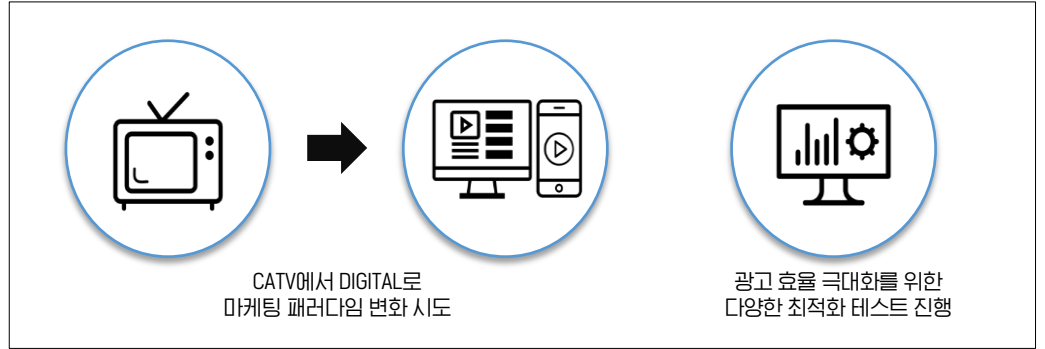 CATV에서 DIGITAL로
마케팅 패러다임 변화 시도
광고 효율 극대화를 위한
다양한 최적화 테스트 진행